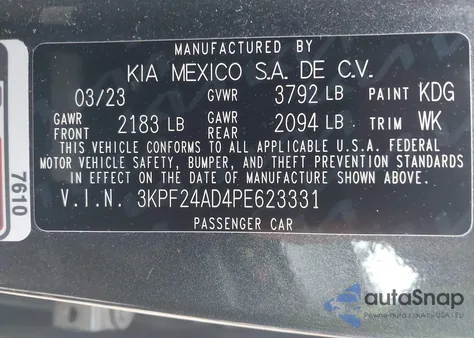 MANUFACTURED BY
KIA MEXICO S.A. DE C.V.
03/23 GVWR 3792 LB PAINT KDG
GAWR FRONT 2183 LB GAWR REAR 2094 LB TRIM WK
THIS VEHICLE CONFORMS TO ALL APPLICABLE U.S.A. FEDERAL
MOTOR VEHICLE SAFETY, BUMPER, AND THEFT PREVENTION STANDARDS
IN EFFECT ON THE DATE OF MANUFACTURE SHOWN ABOVE.
V.I.N. 3KPF24AD4PE623331
PASSENGER CAR
7610
autoSnap